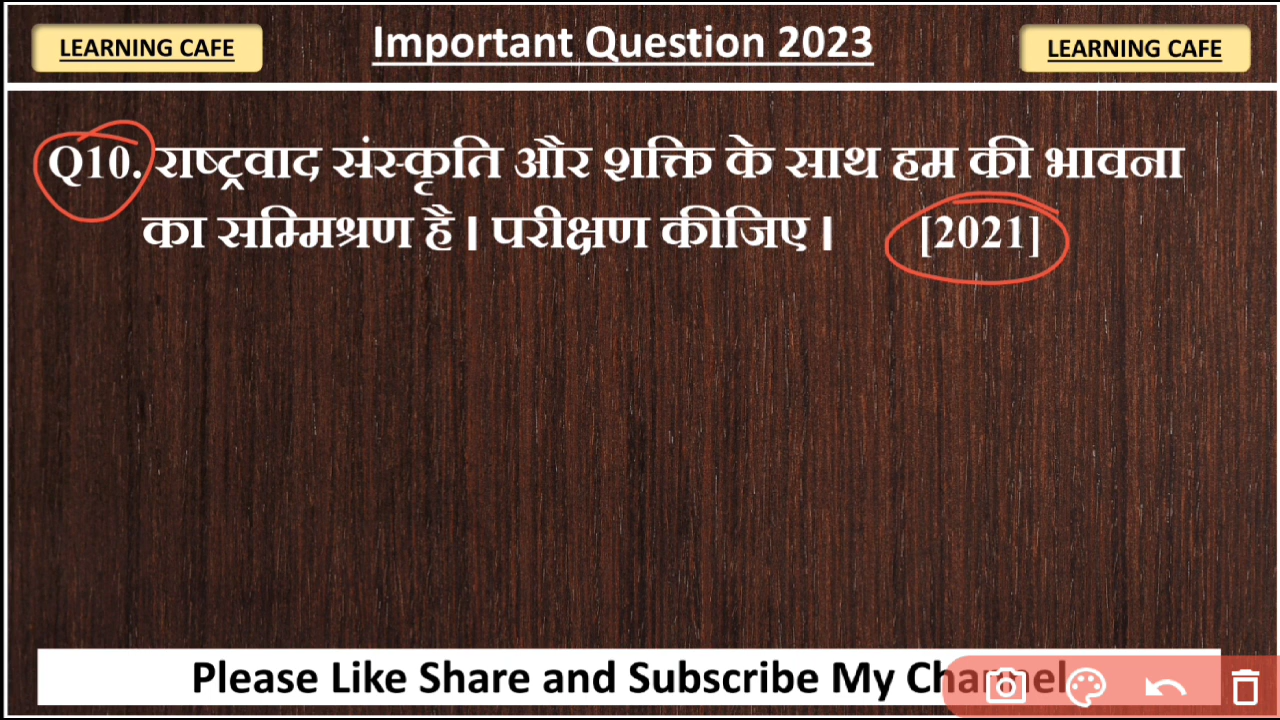 LEARNING CAFE
Important Question 2023
LEARNING CAFE
Q10. राष्ट्रवाद संस्कृति और शक्ति के साथ हम की भावना
का सम्मिश्रण है । परीक्षण कीजिए । [2021]
Please Like Share and Subscribe My Channel